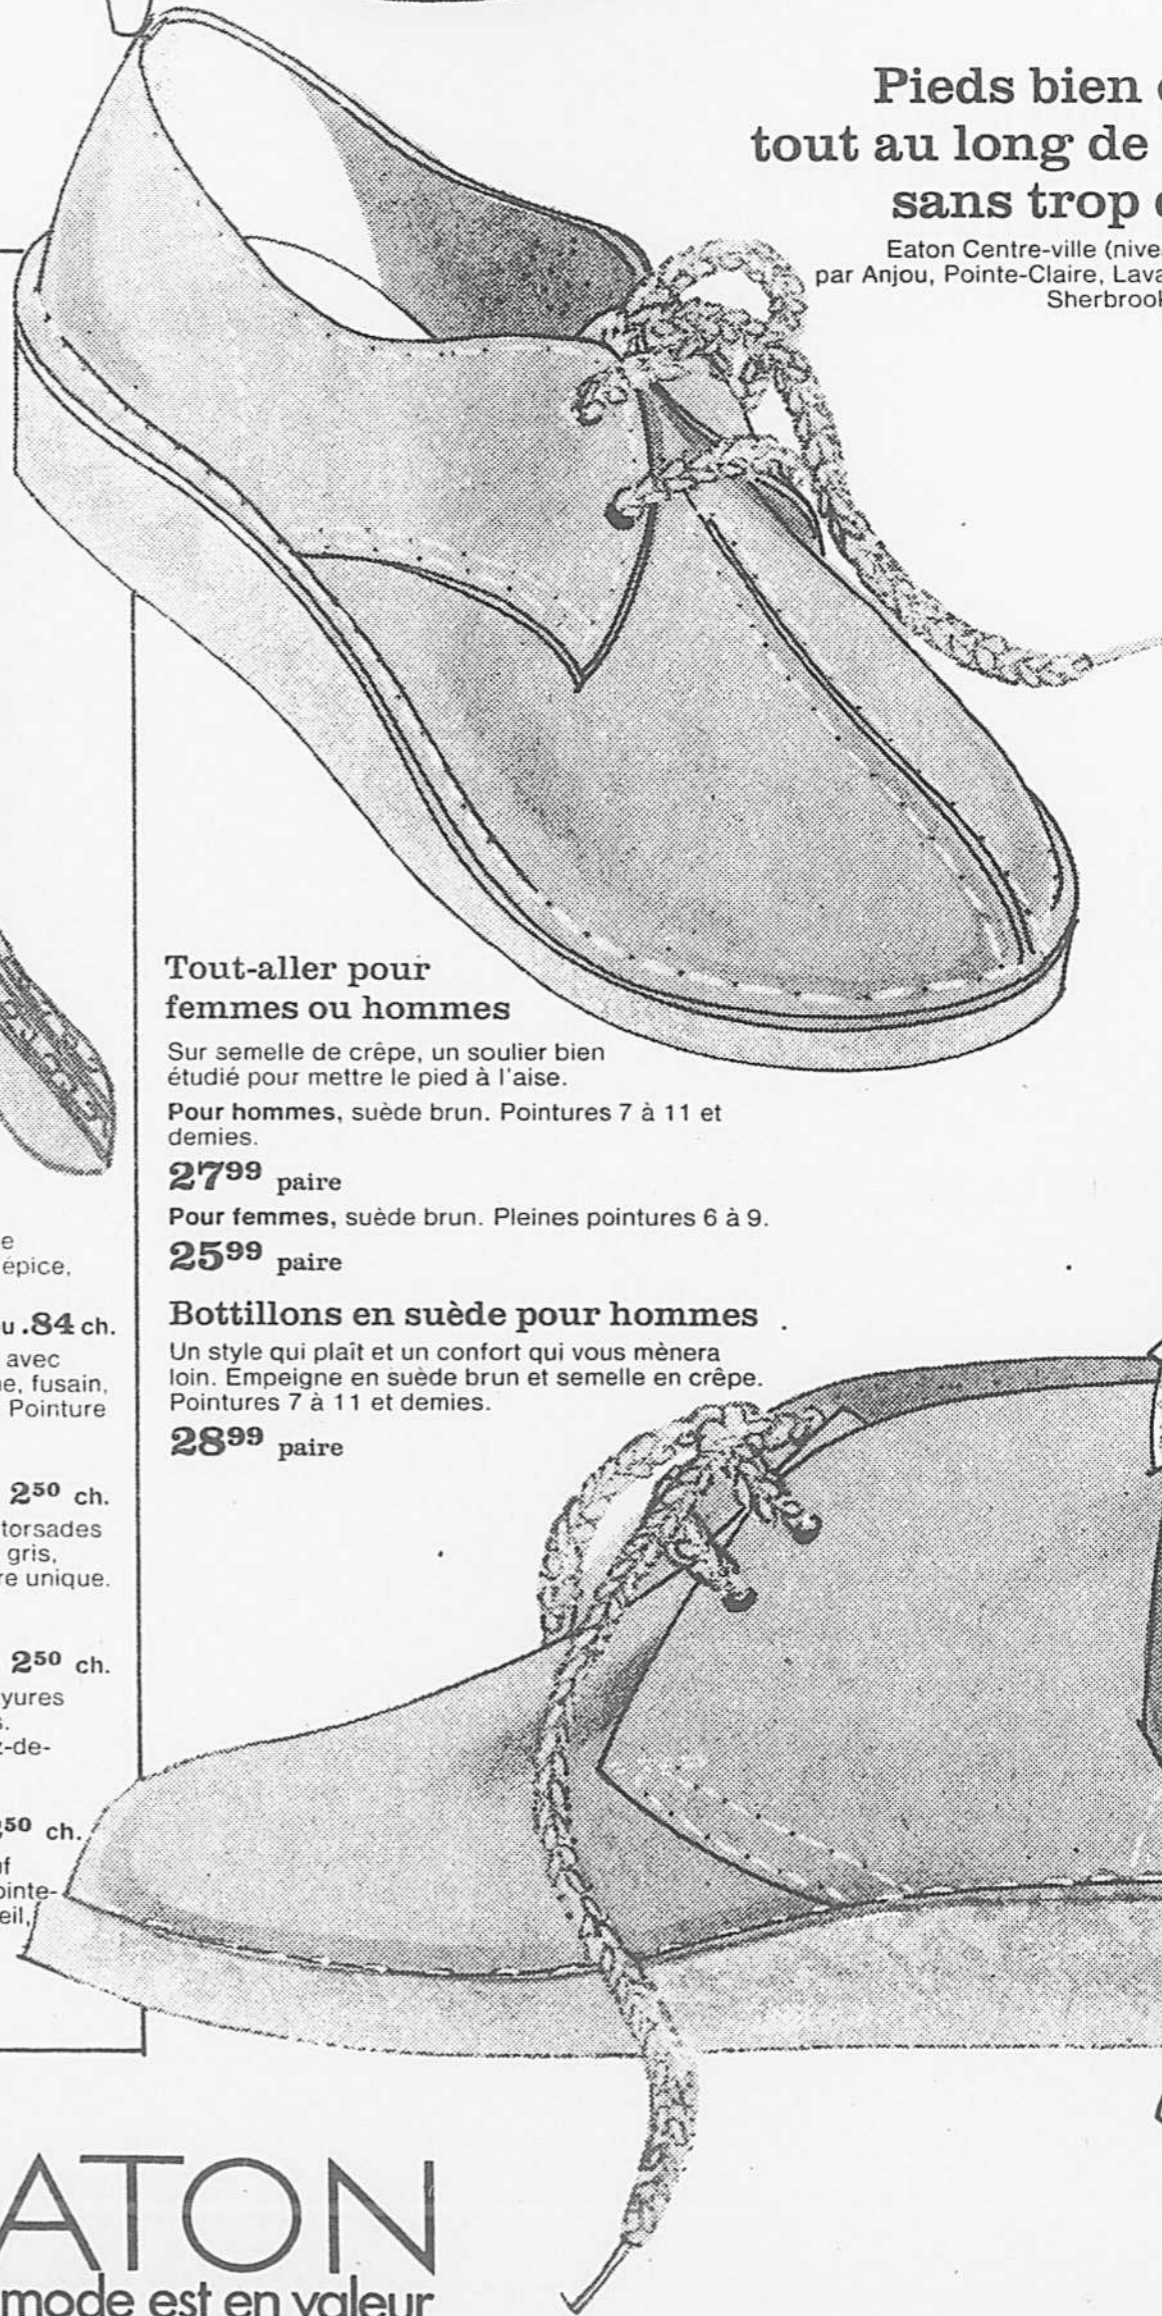 Pieds bien
tout au long de
sans trop
Eaton Centre-ville
par Anjou, Pointe-Claire,
Tout-aller pour
femmes ou hommes
Sur semelle de crêpe, un soulier bien
étudié pour mettre le pied à l'aise.
Pour hommes, suède brun. Pointures 7 à 11 et
demies.
27⁹⁹ paire
Pour femmes, suède brun. Pleines pointures 6 à 9.
25⁹⁹ paire
Bottillons en suède pour hommes
Un style qui plaît et un confort qui vous mènera
loin. Empeigne en suède brun et semelle en crêpe.
Pointures 7 à 11 et demies.
28⁹⁹ paire
épice,
.84 ch.
avec
fusain,
Pointure
2⁵⁰ ch.
torsades
gris,
unique.
2⁵⁰ ch.
ch.
ATON
mode est en valeur